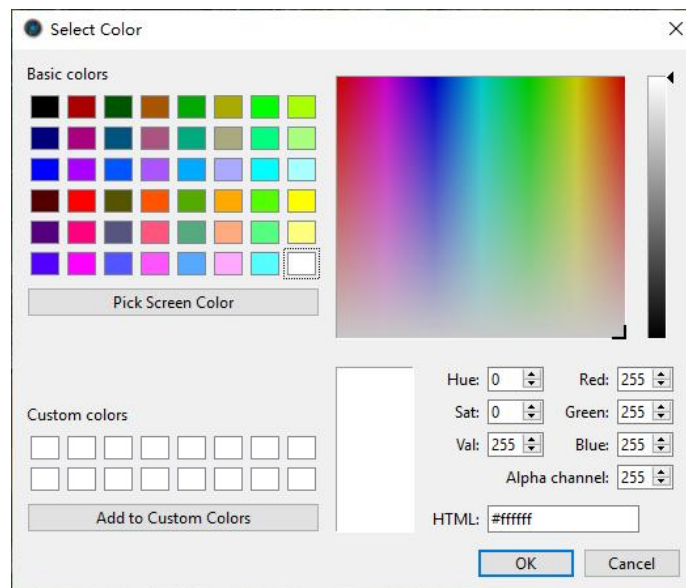 Select Color
Basic colors
Pick Screen Color
Custom colors
Add to Custom Colors
Hue: 0 Red: 255
Sat: 0 Green: 255
Val: 255 Blue: 255
Alpha channel: 255
HTML: #ffffff
OK Cancel